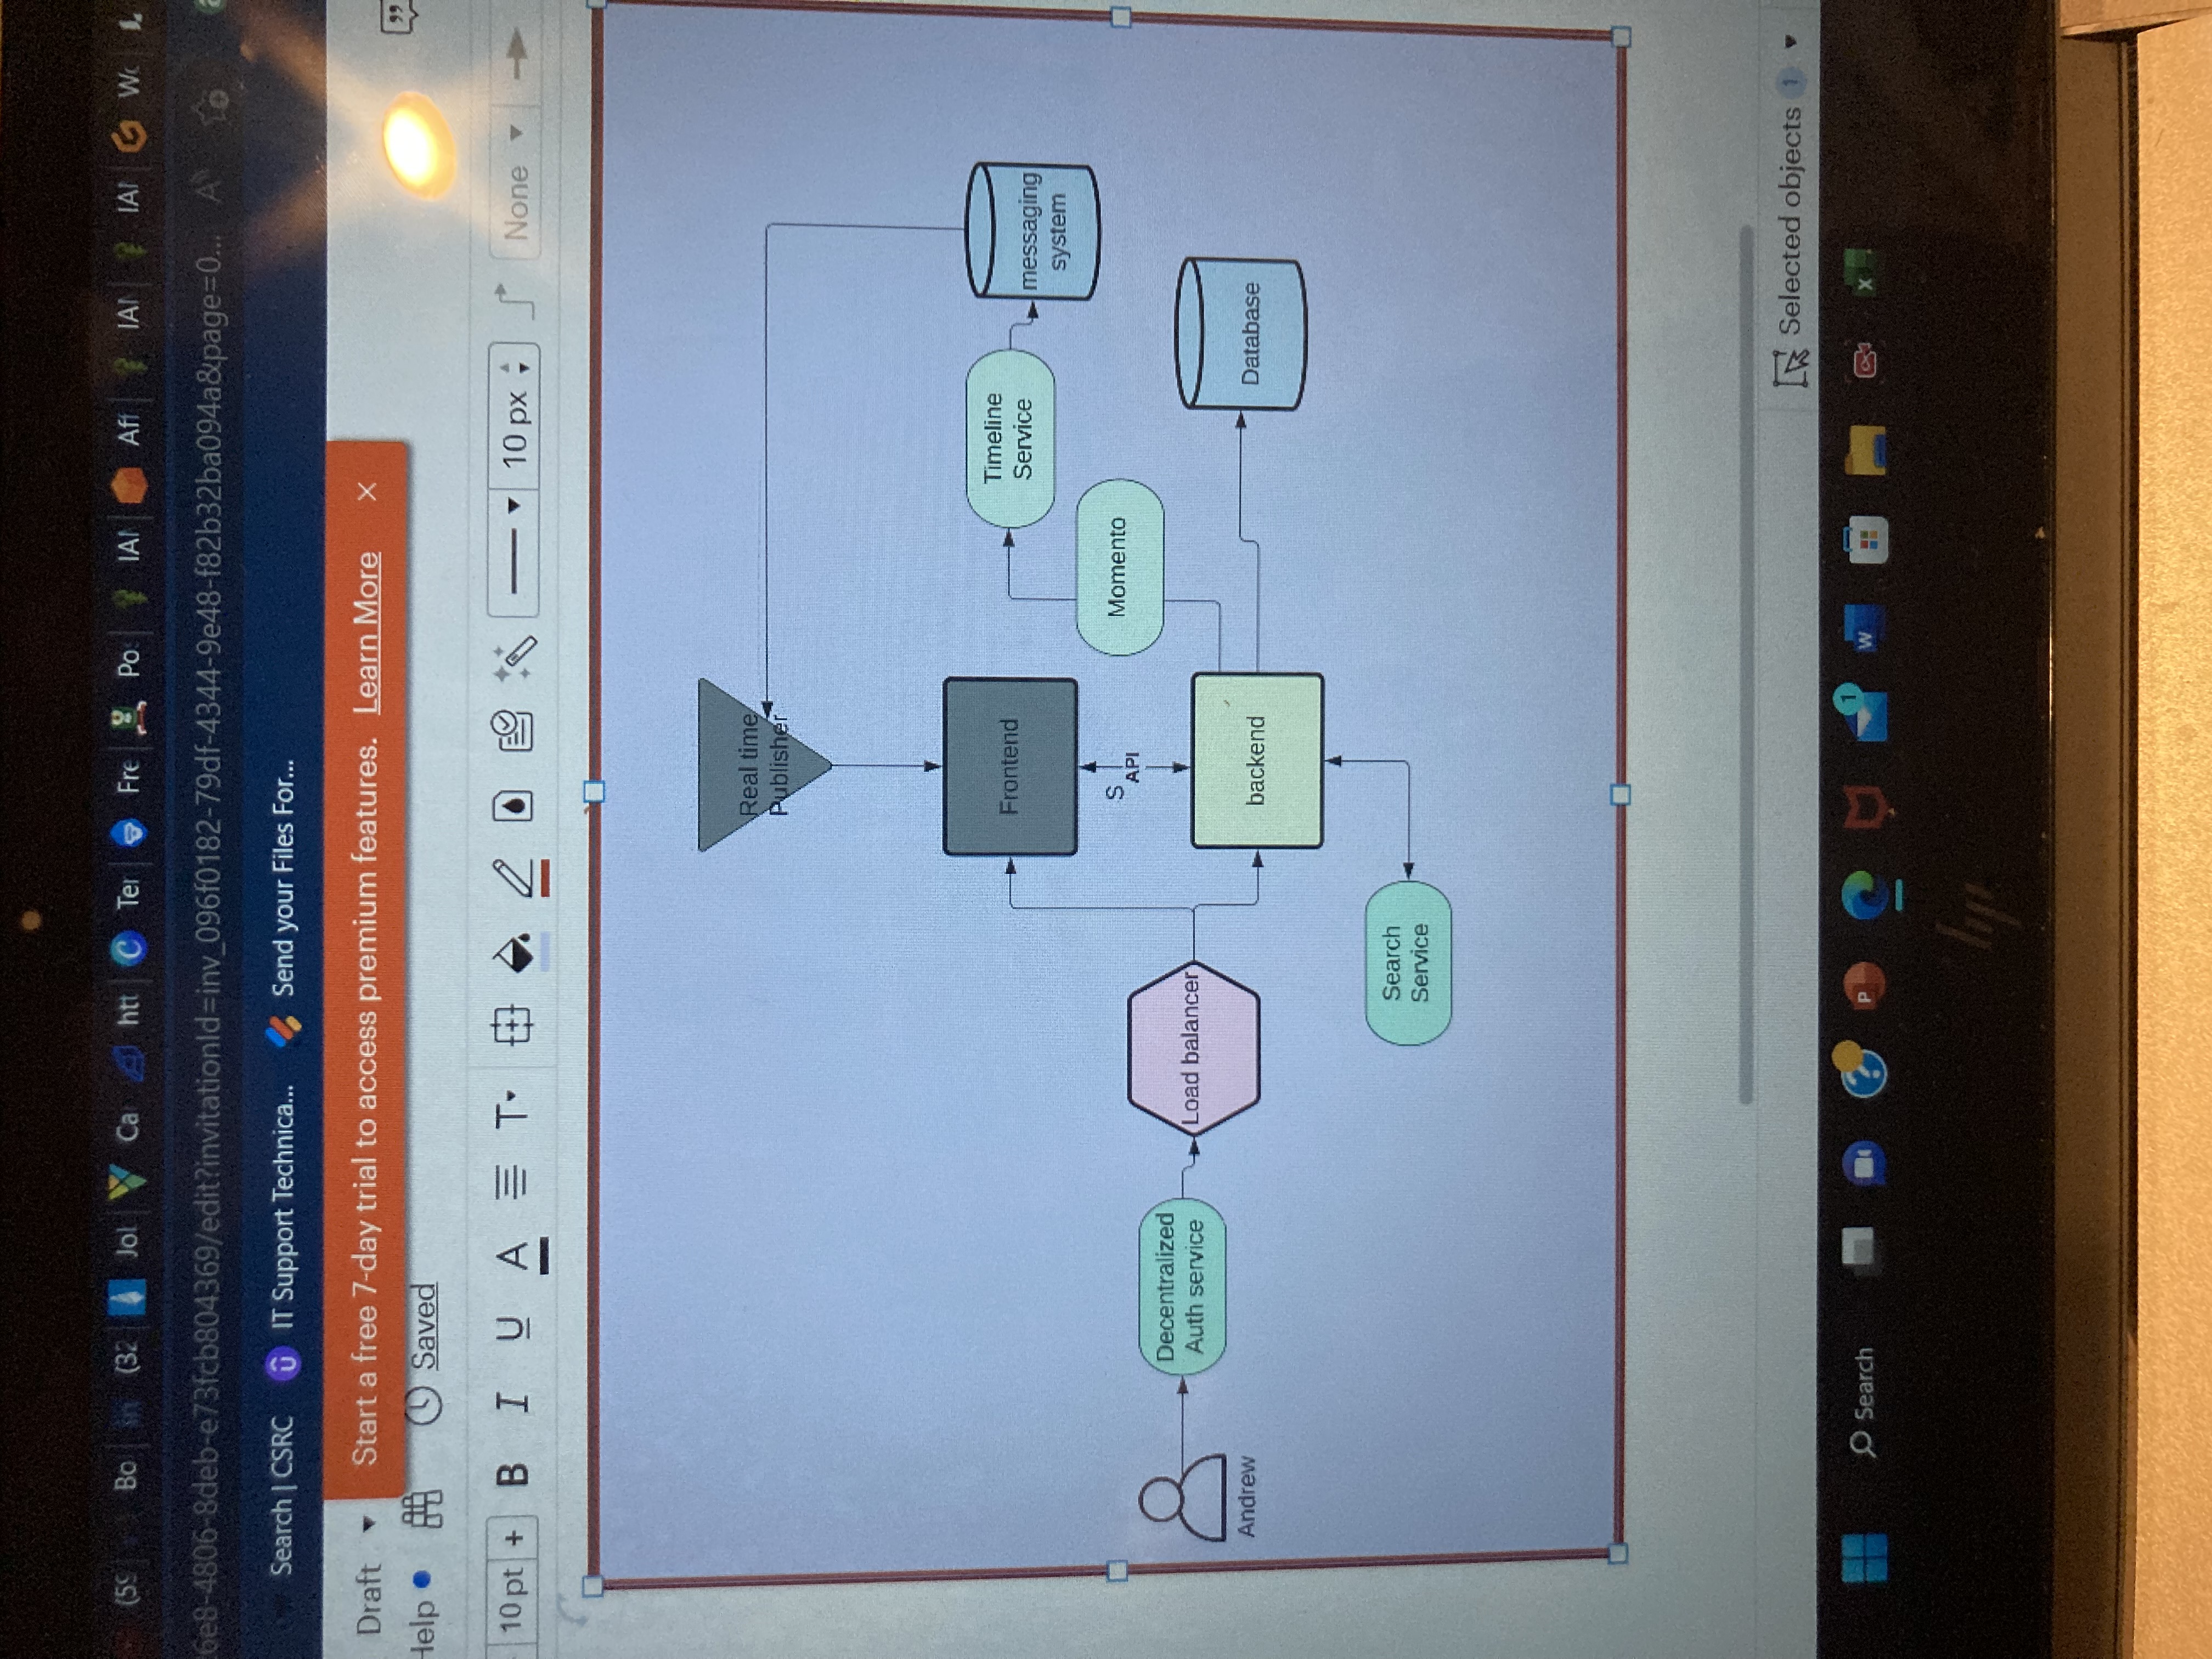 (59
Bo
(32
Jol
Ca
htt
Ter
Fre
Po
IAI
Aff
IAI
IAI
6e8-4806-8deb-e73fcb804369/edit?invitationId=inv_096f0182-79df-4344-9e48-f82b32ba094a&page=0...
Search | CSRC
IT Support Technica...
Send your Files For...
Draft
Start a free 7-day trial to access premium features. Learn More
Help
Saved
10 pt +
B I U A T
10 px
None
Real time
Publisher
Frontend
Timeline
Service
messaging
system
S
API
Momento
Decentralized
Auth service
Load balancer
Andrew
backend
Database
Search
Service
Selected objects 1
Search
1
hp